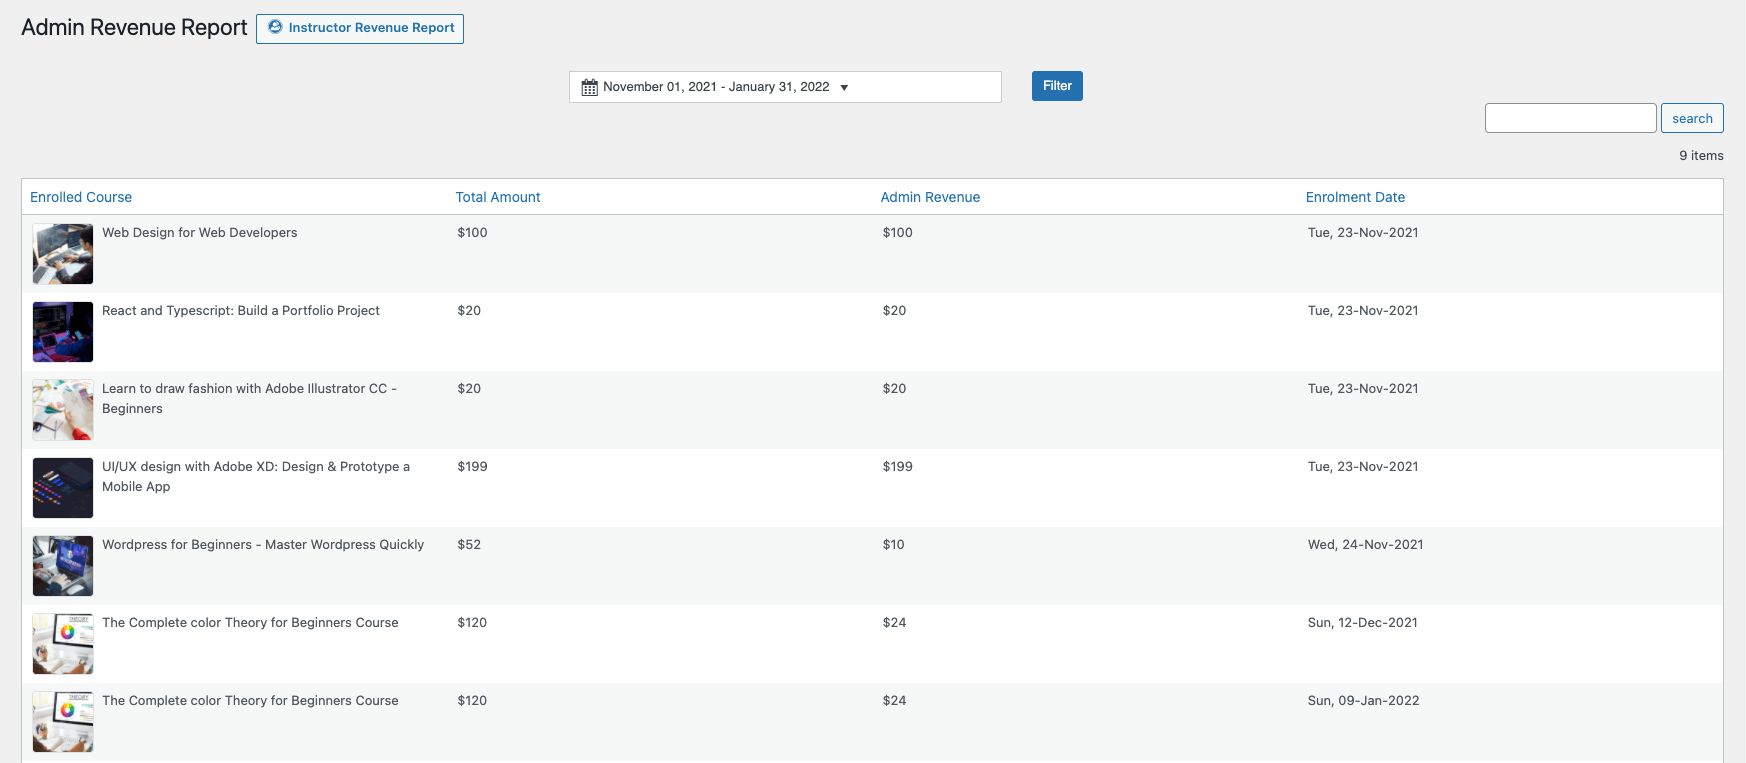 Admin Revenue Report
Instructor Revenue Report
November 01, 2021 - January 31, 2022
Filter
search
9 items
Enrolled Course Total Amount Admin Revenue Enrolment Date
Web Design for Web Developers $100 $100 Tue, 23-Nov-2021
React and Typescript: Build a Portfolio Project $20 $20 Tue, 23-Nov-2021
Learn to draw fashion with Adobe Illustrator CC - $20 $20 Tue, 23-Nov-2021
Beginners
UI/UX design with Adobe XD: Design & Prototype a $199 $199 Tue, 23-Nov-2021
Mobile App
Wordpress for Beginners - Master Wordpress Quickly $52 $10 Wed, 24-Nov-2021
THEORY
The Complete color Theory for Beginners Course $120 $24 Sun, 12-Dec-2021
THEORY
The Complete color Theory for Beginners Course $120 $24 Sun, 09-Jan-2022